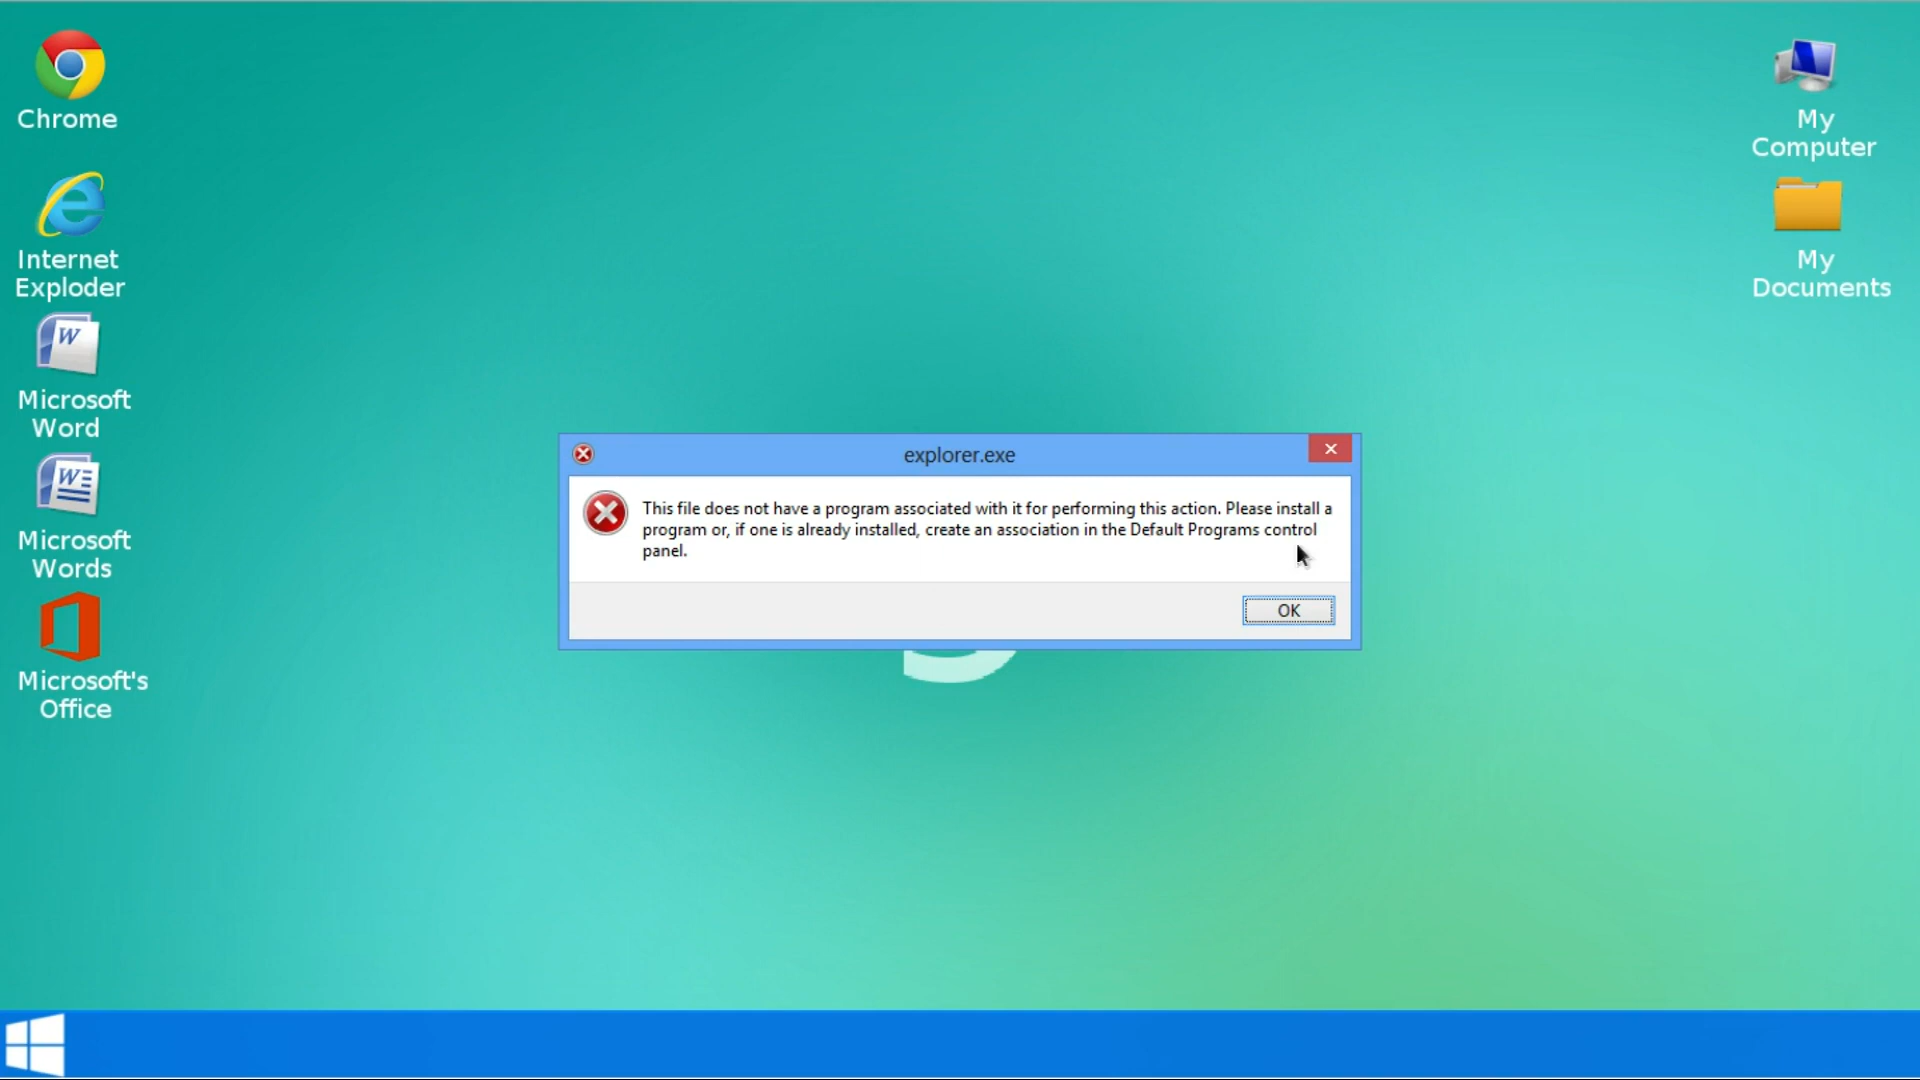 Chrome
Internet
Exploder
Microsoft
Word
Microsoft
Words
Microsoft's
Office
My
Computer
My
Documents
explorer.exe
This file does not have a program associated with it for performing this action. Please install a
program or, if one is already installed, create an association in the Default Programs control
panel.
OK